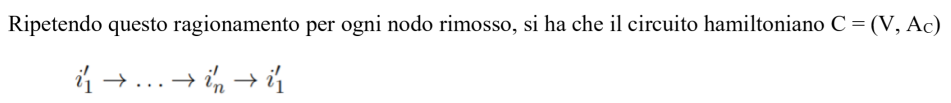 Ripetendo questo ragionamento per ogni nodo rimosso, si ha che il circuito hamiltoniano C = (V, A_C)
i'_1 → … → i'_n → i'_1